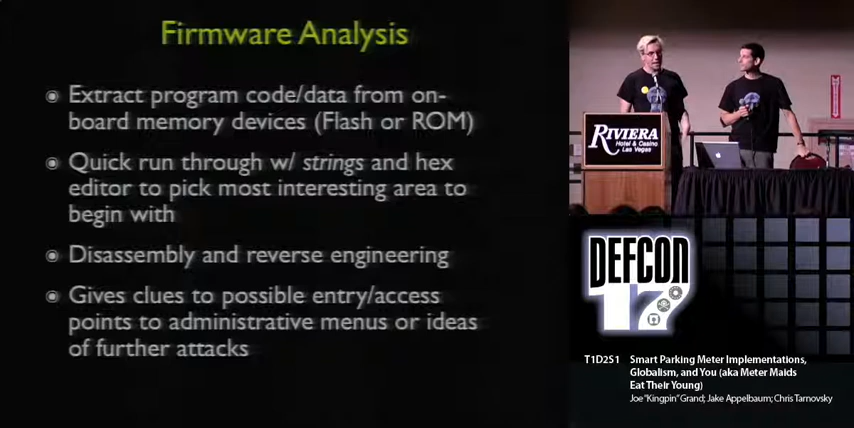 Firmware Analysis
Extract program code/data from on-
board memory devices (Flash or ROM)
Quick run through w/ strings and hex
editor to pick most interesting area to
begin with
Disassembly and reverse engineering
Gives clues to possible entry/access
points to administrative menus or ideas
of further attacks
RIVIERA
Hotel & Casino
Las Vegas
DEFCON
17
T1D2S1 Smart Parking Meter Implementations,
Globalism, and You (aka Meter Maids
Eat Their Young)
Joe "Kingpin" Grand; Jake Appelbaum; Chris Tarnovsky